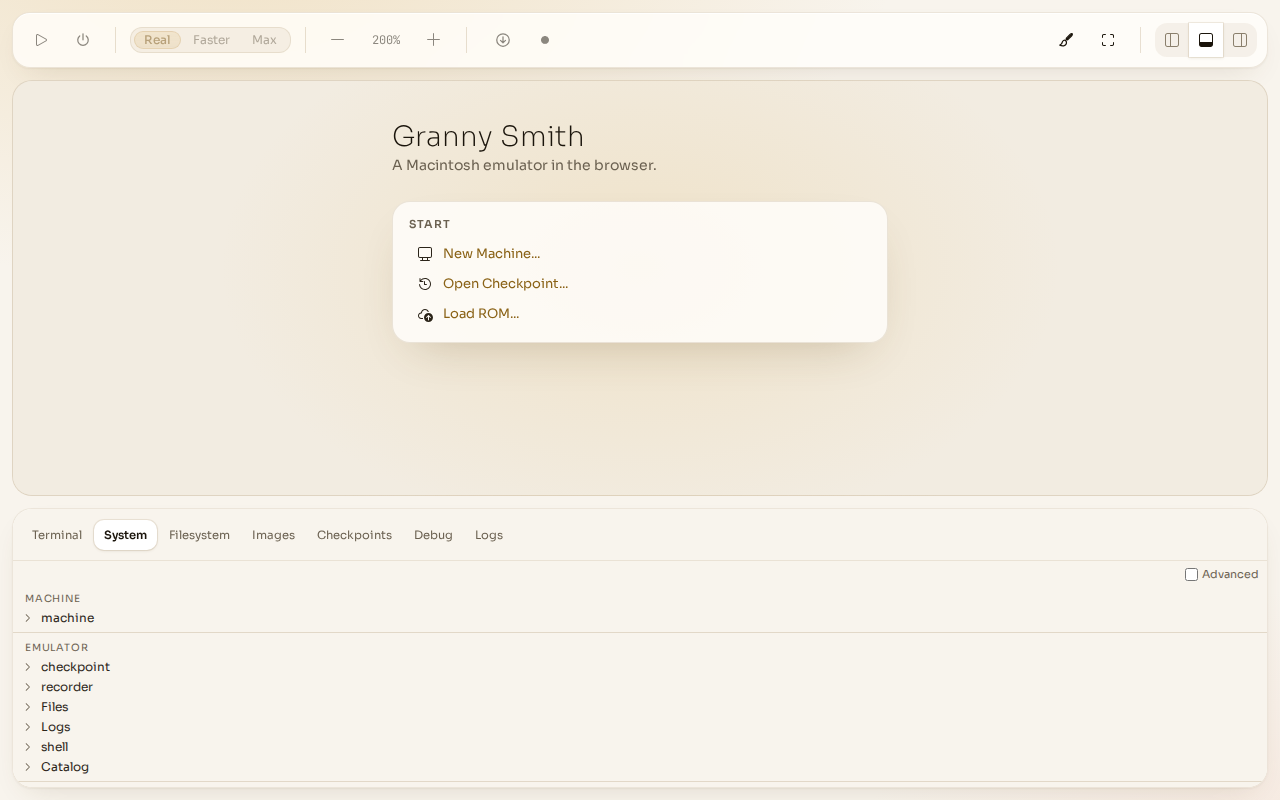 Real Faster Max 200%
Granny Smith
A Macintosh emulator in the browser.
START
New Machine...
Open Checkpoint...
Load ROM...
Terminal System Filesystem Images Checkpoints Debug Logs
Advanced
MACHINE
machine
EMULATOR
checkpoint
recorder
Files
Logs
shell
Catalog